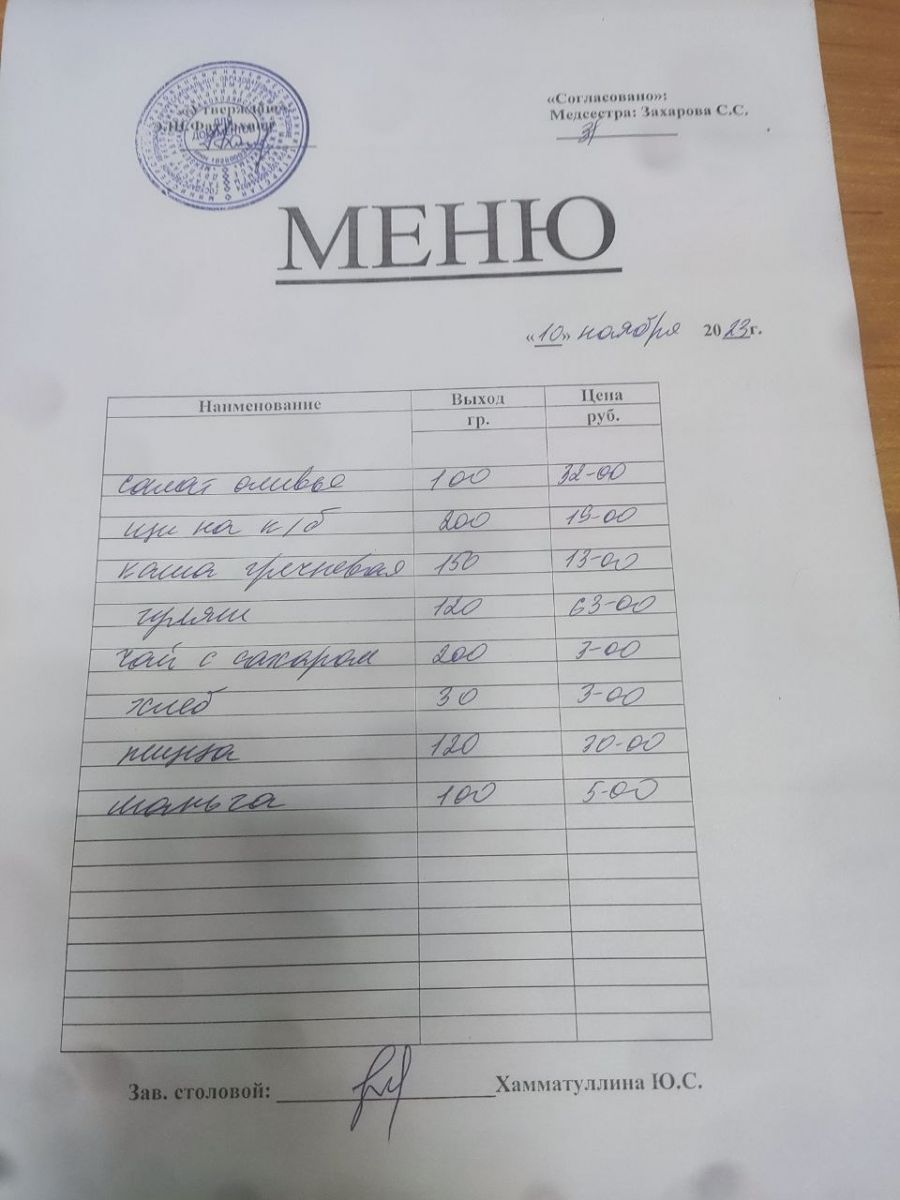 «Утверждаю»
«Согласовано»:
Медсестра: Захарова С.С.
МЕНЮ
«10» ноября 2023г.
Наименование Выход гр. Цена руб.
салат оливье 100 32-00
щи на к/б 200 19-00
каша гречневая 150 13-00
гуляш 120 63-00
чай с сахаром 200 3-00
хлеб 30 3-00
пицца 120 30-00
шаньга 100 5-00
Зав. столовой: Хамматуллина Ю.С.